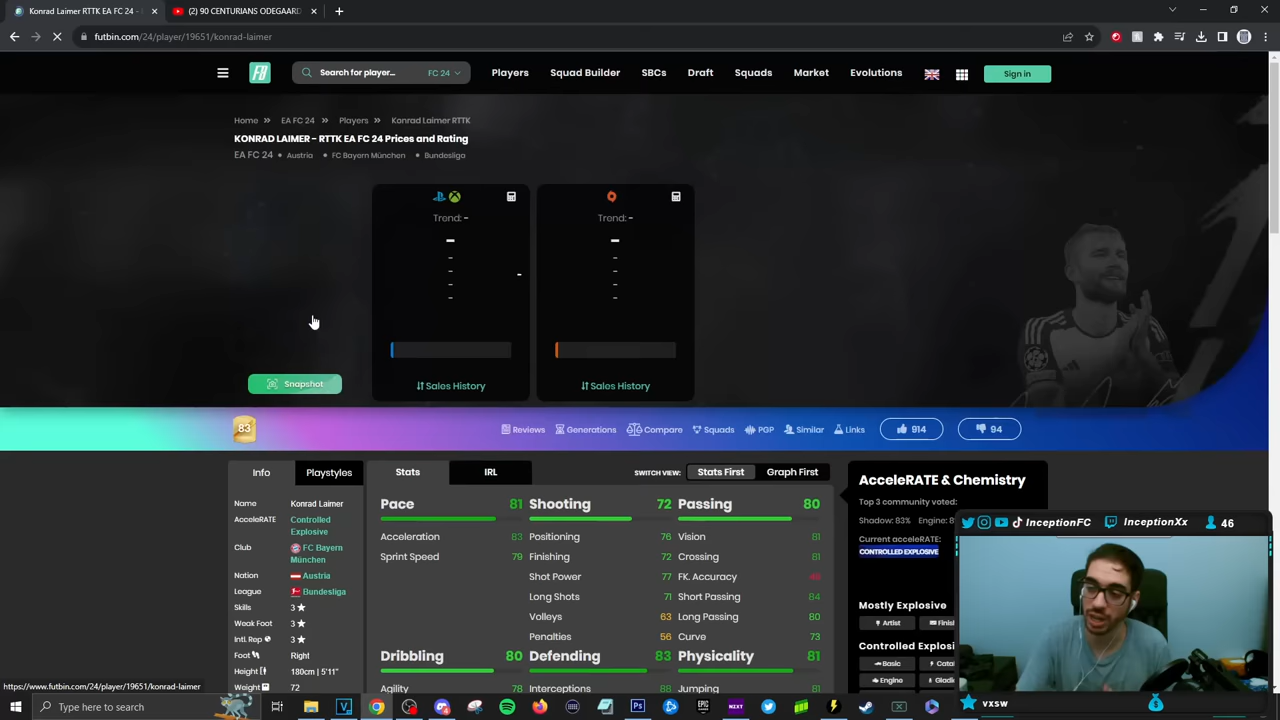 Konrad Laimer RTTK EA FC 24 -
(2) 90 CENTURIANS ODEGAARD
futbin.com/24/player/19651/konrad-laimer
FB
Search for player...
FC 24
Players
Squad Builder
SBCs
Draft
Squads
Market
Evolutions
Sign in
Home >> EA FC 24 >> Players >> Konrad Laimer RTTK
KONRAD LAIMER - RTTK EA FC 24 Prices and Rating
EA FC 24 • Austria • FC Bayern München • Bundesliga
Trend: -
Trend: -
-
-
-
-
-
-
-
-
-
-
-
Snapshot
Sales History
Sales History
83
Reviews
Generations
Compare
Squads
PGP
Similar
Links
914
94
Info
Playstyles
Stats
IRL
SWITCH VIEW:
Stats First
Graph First
AcceleRATE & Chemistry
Top 3 community voted:
Shadow: 83% Engine: 8
Current acceleRATE:
CONTROLLED EXPLOSIVE
Mostly Explosive
Artist
Finis
Controlled Explosi
Basic
Cata
Engine
Gladi
Name Konrad Laimer
AcceleRATE Controlled
Explosive
Club FC Bayern
München
Nation Austria
League Bundesliga
Skills 3
Weak Foot 3
Intl Rep 3
Foot Right
Height 180cm | 5'11"
Weight 72
Pace 81
Acceleration 83
Sprint Speed 79
Shooting 72
Positioning 76
Finishing 72
Shot Power 77
Long Shots 71
Volleys 63
Penalties 56
Passing 80
Vision 81
Crossing 81
FK. Accuracy
Short Passing 84
Long Passing 80
Curve 73
Dribbling 80
Agility 78
Defending 83
Interceptions 88
Physicality 81
Jumping 81
InceptionFC
InceptionXx
46
vxsw
https://www.futbin.com/24/player/19651/konrad-laimer
Type here to search
NXT